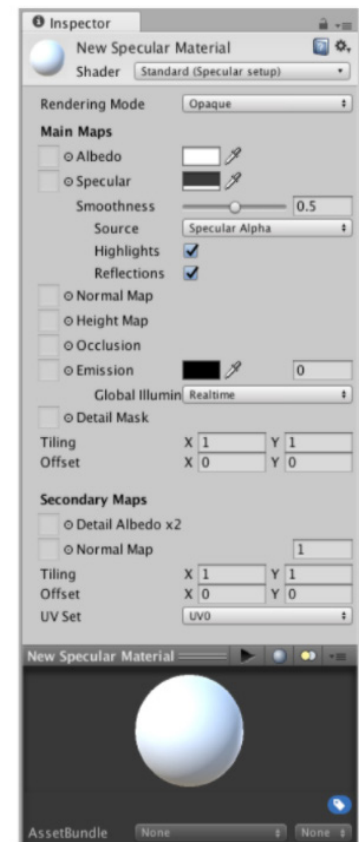 Inspector
New Specular Material
Shader Standard (Specular setup)
Rendering Mode Opaque
Main Maps
Albedo
Specular
Smoothness 0.5
Source Specular Alpha
Highlights
Reflections
Normal Map
Height Map
Occlusion
Emission 0
Global Illumin Realtime
Detail Mask
Tiling X 1 Y 1
Offset X 0 Y 0
Secondary Maps
Detail Albedo x2
Normal Map 1
Tiling X 1 Y 1
Offset X 0 Y 0
UV Set UV0
New Specular Material
AssetBundle None None